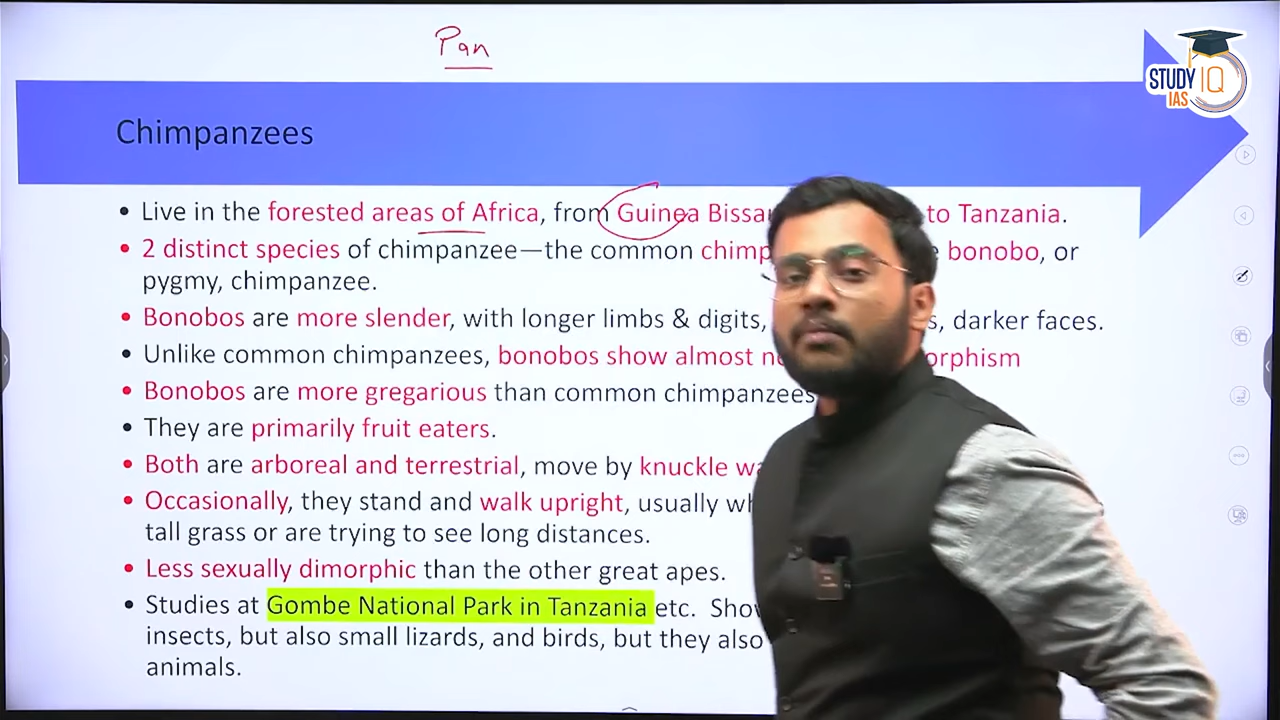 Pan
STUDY IQ
IAS
Chimpanzees
• Live in the forested areas of Africa, from Guinea Bissau to Tanzania.
• 2 distinct species of chimpanzee—the common bonobo, or
pygmy, chimpanzee.
• Bonobos are more slender, with longer limbs & digits, darker faces.
• Unlike common chimpanzees, bonobos show almost
• Bonobos are more gregarious than common chimpanzees
• They are primarily fruit eaters.
• Both are arboreal and terrestrial, move by knuckle
• Occasionally, they stand and walk upright, usually
tall grass or are trying to see long distances.
• Less sexually dimorphic than the other great apes.
• Studies at Gombe National Park in Tanzania etc.
insects, but also small lizards, and birds, but they also
animals.